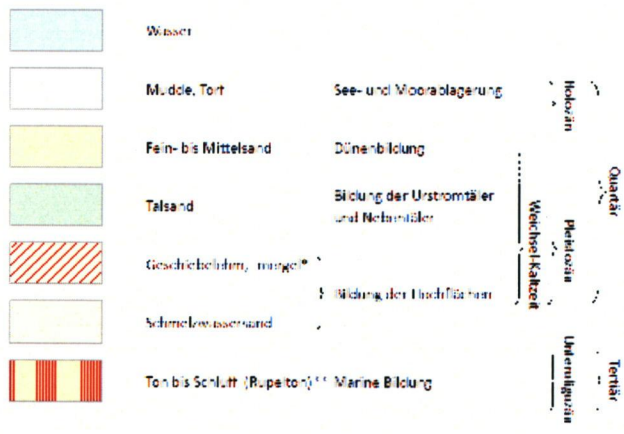 Wasser
Mudde, Torf See- und Moorablagerung
Fein- bis Mittelsand Dünenbildung
Talsand Bildung der Urstromtäler
und Nebentäler
Geschiebelehm, -mergel*
Bildung der Hochflächen
Schmelzwassersand
Ton bis Schluff (Rupelton)** Marine Bildung
Holozän
Quartär
Weichsel-Kaltzeit
Pleistozän
Unteroligozän
Tertiär